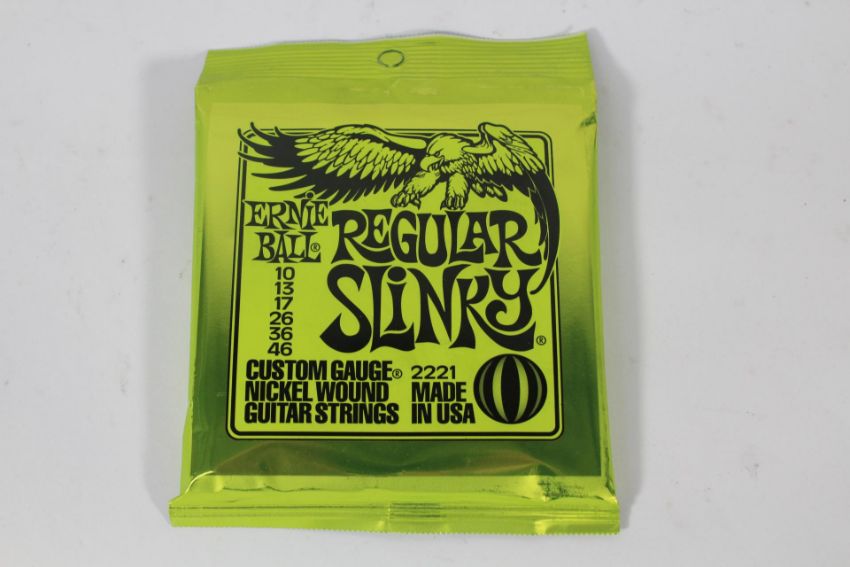 ERNIE
BALL®
REGULAR
SLINKY®
10
13
17
26
36
46
CUSTOM GAUGE®
NICKEL WOUND
GUITAR STRINGS
2221
MADE
IN USA